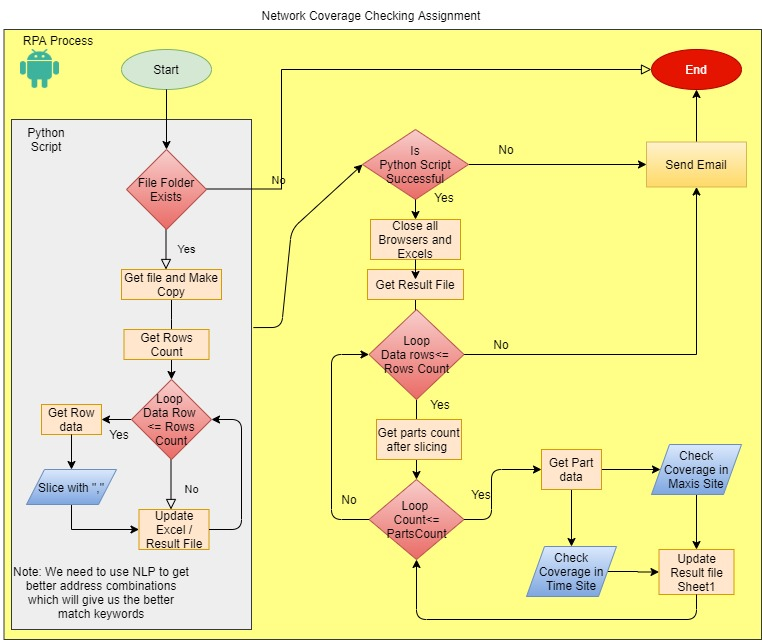 Network Coverage Checking Assignment
RPA Process
Start
End
Python
Script
File Folder
Exists
No
Yes
Get file and Make
Copy
Get Rows
Count
Loop
Data Row
<= Rows
Count
Get Row
data
Yes
Slice with ","
No
Update
Excel /
Result File
Note: We need to use NLP to get
better address combinations
which will give us the better
match keywords
Is
Python Script
Successful
No
Send Email
Yes
Close all
Browsers and
Excels
Get Result File
Loop
Data rows<=
Rows Count
No
Yes
Get parts count
after slicing
Loop
Count<=
PartsCount
No
Yes
Get Part
data
Check
Coverage in
Maxis Site
Check
Coverage in
Time Site
Update
Result file
Sheet1